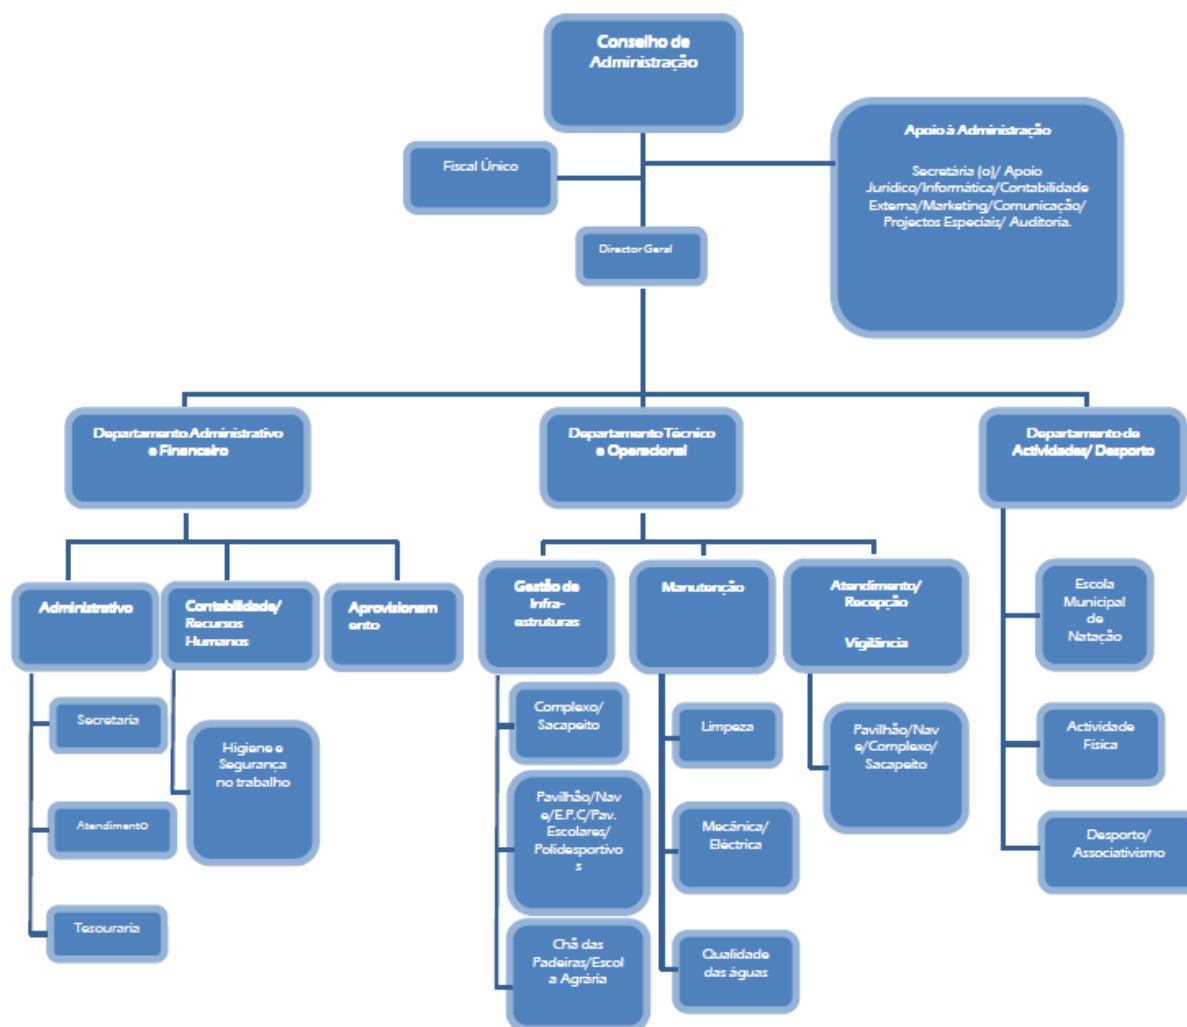 Conselho de
Administração
Apoio à Administração
Secretária (o)/ Apoio
Jurídico/Informática/Contabilidade
Externa/Marketing/Comunicação/
Projectos Especiais/ Auditoria.
Fiscal Único
Director Geral
Departamento Administrativo
e Financeiro
Departamento Técnico
e Operacional
Departamento de
Actividades/ Desporto
Administrativo
Contabilidade/
Recursos
Humanos
Aprovisionam
ento
Gestão de
Infra-
estruturas
Manutenção
Atendimento/
Recepção
Vigilância
Escola
Municipal
de
Natação
Secretaria
Higiene e
Segurança
no trabalho
Complexo/
Sacapeito
Limpeza
Pavilhão/Nav
e/Complexo/
Sacapeito
Actividade
Física
Atendimento
Pavilhão/Nav
e/E.P.C/Pav.
Escolares/
Polidesportivo
s
Mecânica/
Eléctrica
Desporto/
Associativismo
Tesouraria
Chã das
Padeiras/Escol
a Agrária
Qualidade
das águas